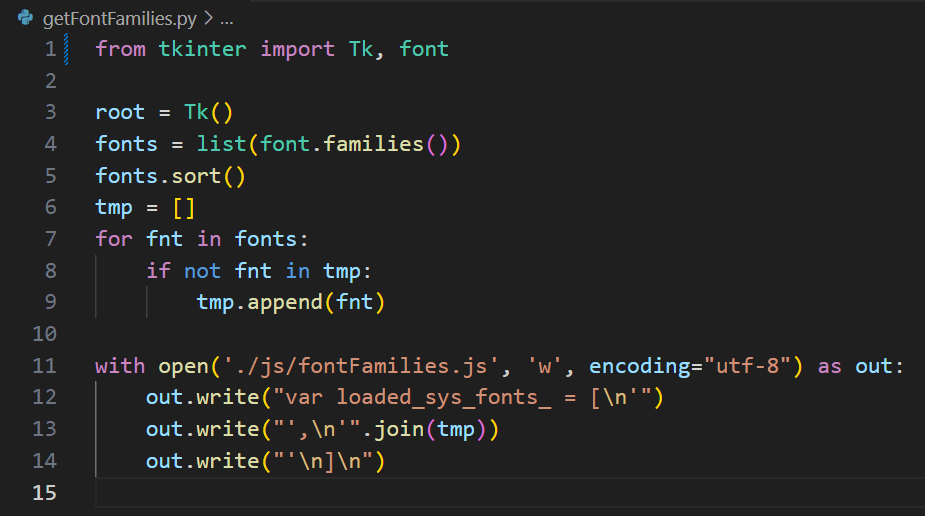 getFontFamilies.py > ...
1 from tkinter import Tk, font
2
3 root = Tk()
4 fonts = list(font.families())
5 fonts.sort()
6 tmp = []
7 for fnt in fonts:
8     if not fnt in tmp:
9         tmp.append(fnt)
10
11 with open('./js/fontFamilies.js', 'w', encoding="utf-8") as out:
12     out.write("var loaded_sys_fonts_ = [\n'")
13     out.write("',\n'".join(tmp))
14     out.write("'\n]\n")
15